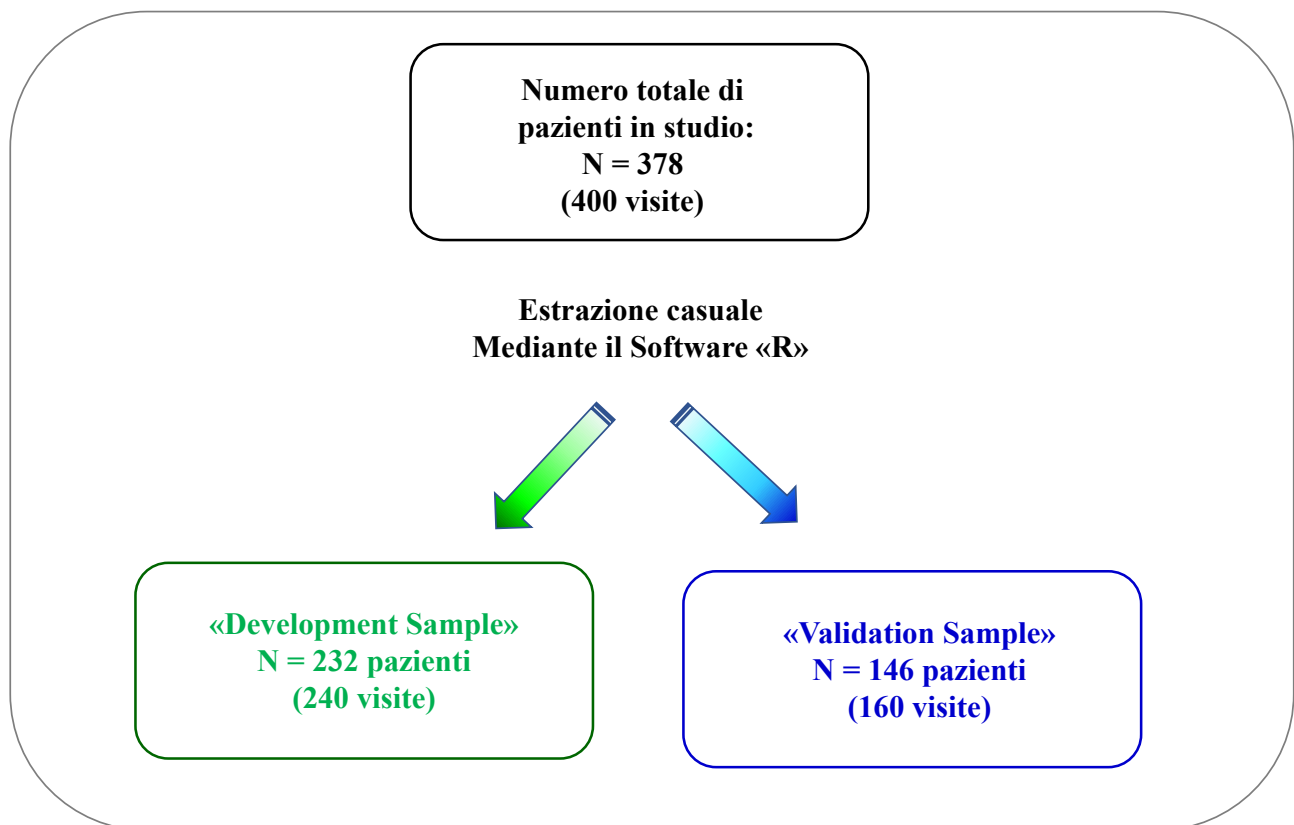 Numero totale di
pazienti in studio:
N = 378
(400 visite)
Estrazione casuale
Mediante il Software «R»
«Development Sample»
N = 232 pazienti
(240 visite)
«Validation Sample»
N = 146 pazienti
(160 visite)